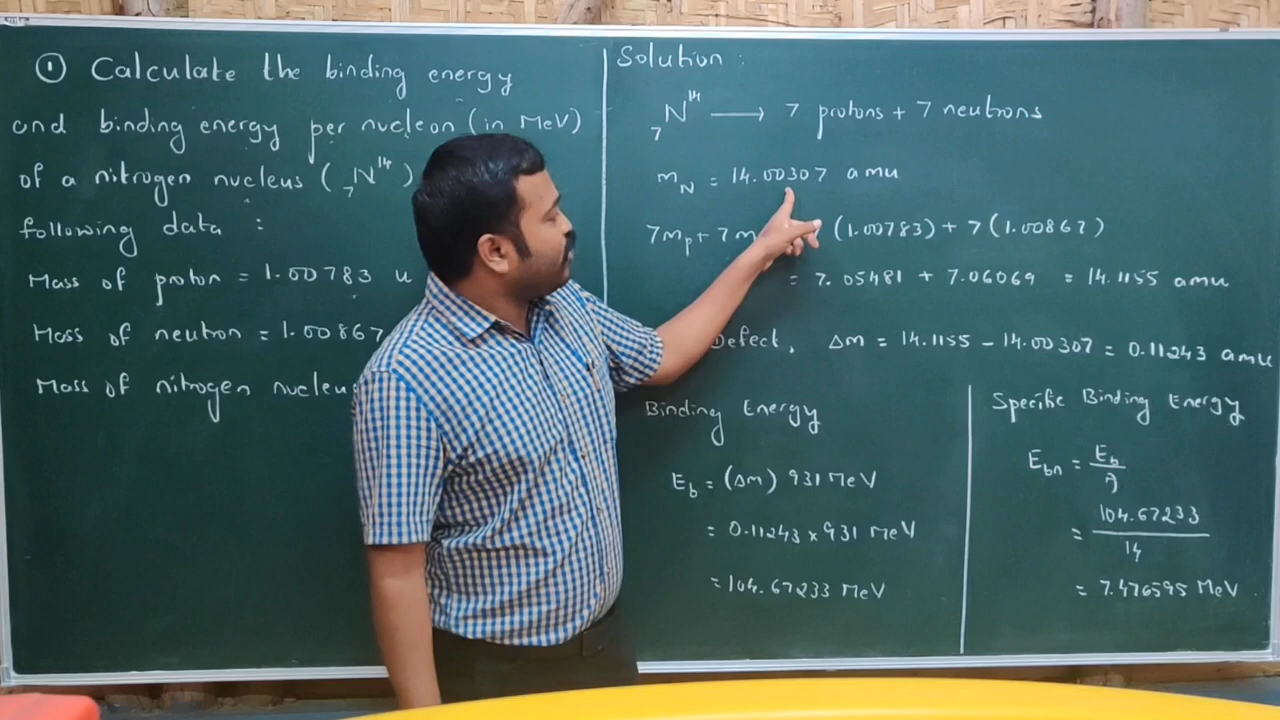 ① Calculate the binding energy
and binding energy per nucleon (in MeV)
of a nitrogen nucleus ( ₇N¹⁴ )
following data :
Mass of proton = 1.00783 u
Mass of neutron = 1.00867
Mass of nitrogen nucleus
Solution :
₇N¹⁴ ⟶ 7 protons + 7 neutrons
m_N = 14.00307 amu
7m_p + 7m (1.00783) + 7(1.00867)
= 7.05481 + 7.06069 = 14.1155 amu
Defect, Δm = 14.1155 − 14.00307 = 0.11243 amu
Binding Energy
E_b = (Δm) 931 MeV
= 0.11243 × 931 MeV
= 104.67233 MeV
Specific Binding Energy
E_bn = E_b / A
= 104.67233 / 14
= 7.476595 MeV